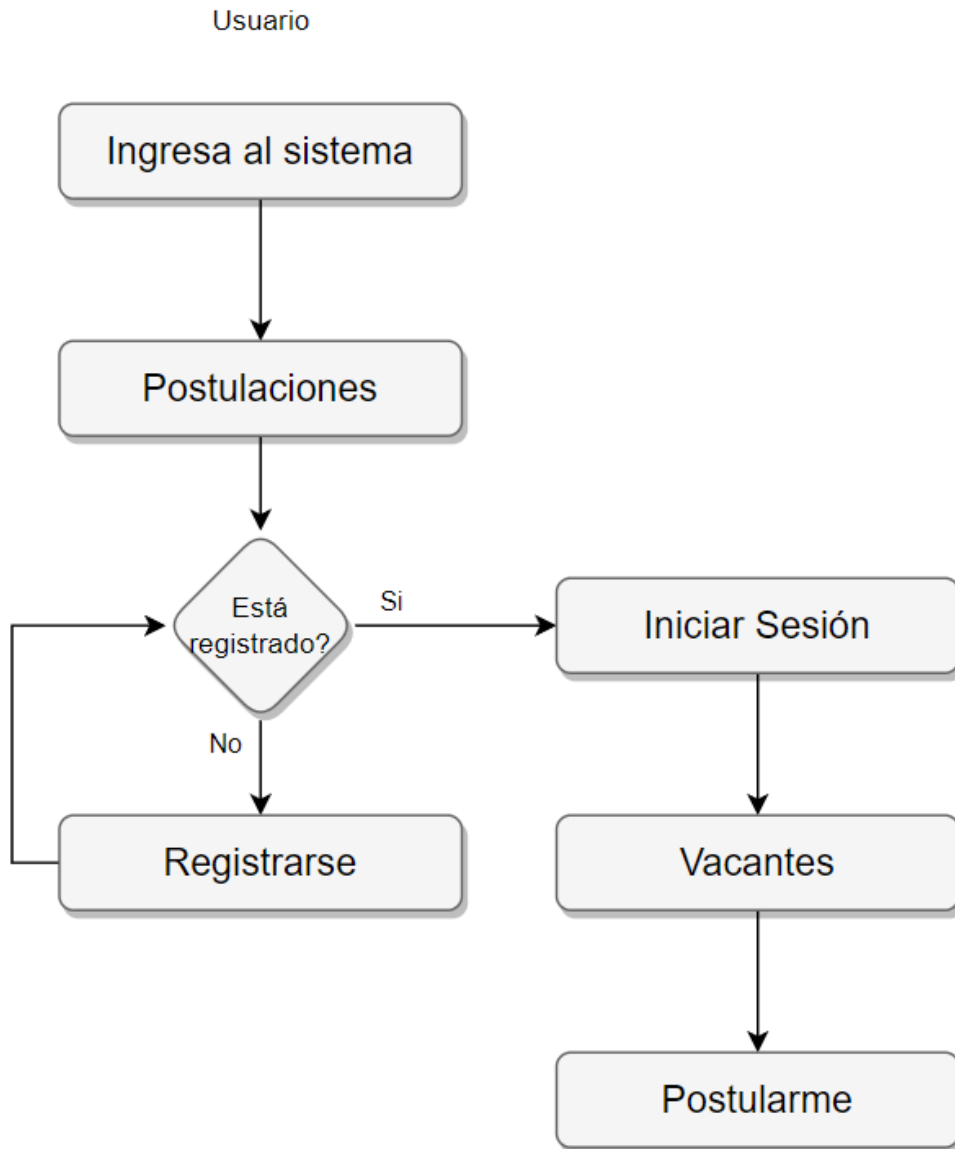 Usuario
Ingresa al sistema
Postulaciones
Está
registrado?
Si
Iniciar Sesión
No
Registrarse
Vacantes
Postularme